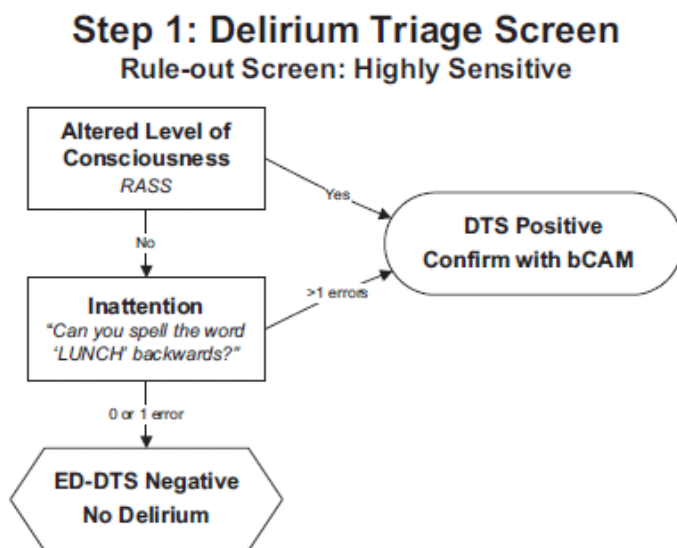 Step 1: Delirium Triage Screen
Rule-out Screen: Highly Sensitive
Altered Level of
Consciousness
RASS
Yes
DTS Positive
Confirm with bCAM
No
Inattention
"Can you spell the word
'LUNCH' backwards?"
>1 errors
0 or 1 error
ED-DTS Negative
No Delirium